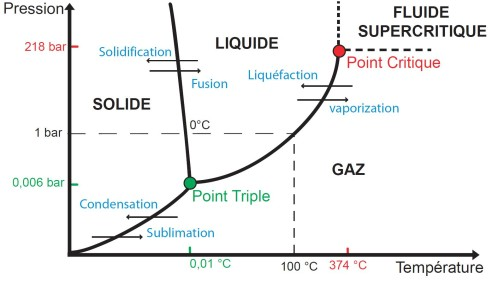 Pression
FLUIDE
SUPERCRITIQUE
218 bar
Solidification
LIQUIDE
Point Critique
Fusion
Liquéfaction
SOLIDE
vaporization
0°C
1 bar
GAZ
0,006 bar
Point Triple
Condensation
Sublimation
0,01 °C
100 °C
374 °C
Température